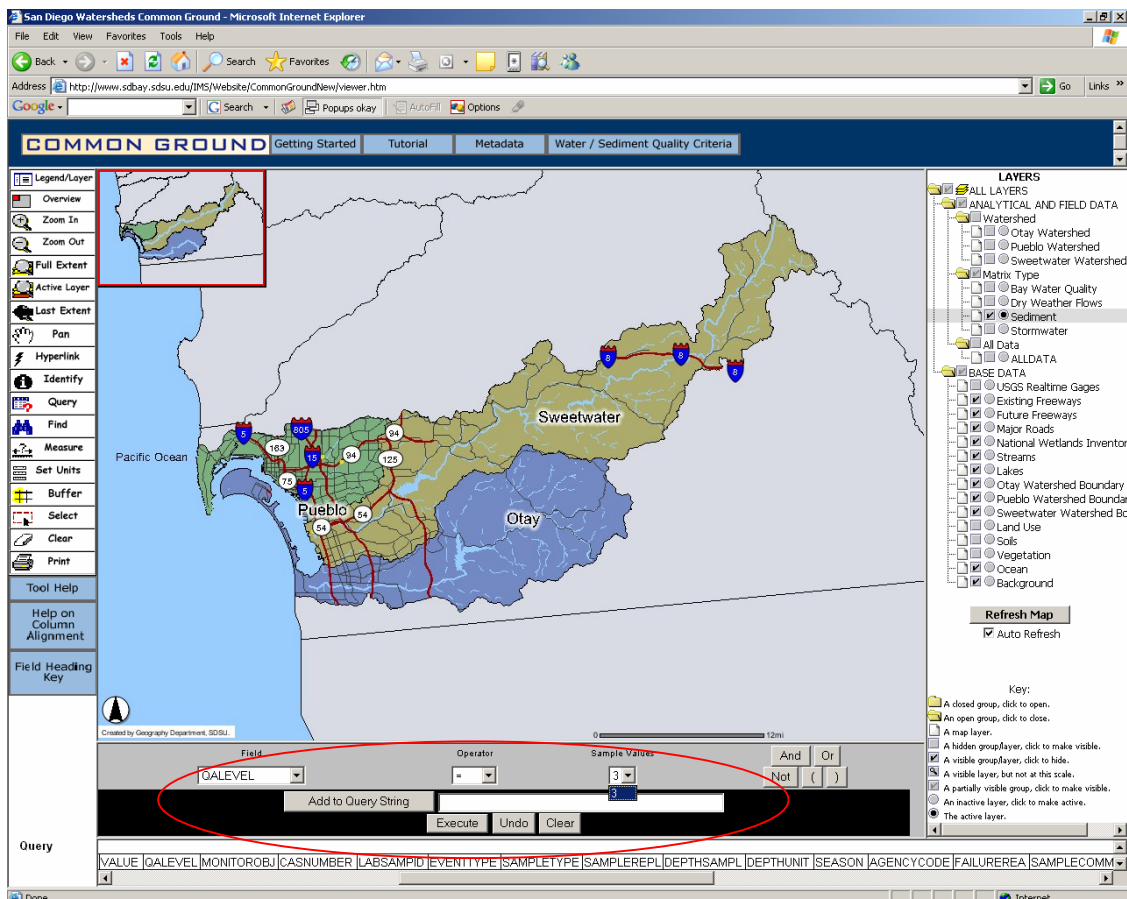 San Diego Watersheds Common Ground - Microsoft Internet Explorer
File Edit View Favorites Tools Help
Back Search Favorites
Address http://www.sdbay.sdsu.edu/IMS/Website/CommonGroundNew/viewer.htm Go Links »
Google - Search Popups okay AutoFill Options
COMMON GROUND Getting Started Tutorial Metadata Water / Sediment Quality Criteria
Legend/Layer
Overview
Zoom In
Zoom Out
Full Extent
Active Layer
Last Extent
Pan
Hyperlink
Identify
Query
Find
Measure
Set Units
Buffer
Select
Clear
Print
Tool Help
Help on
Column
Alignment
Field Heading
Key
Query
8
8
8
Sweetwater
5
805
94
163
15
94
125
Pacific Ocean
75
5
Pueblo
54
54
Otay
Created by Geography Department, SDSU.
0 12mi
LAYERS
ALL LAYERS
ANALYTICAL AND FIELD DATA
Watershed
Otay Watershed
Pueblo Watershed
Sweetwater Watershed
Matrix Type
Bay Water Quality
Dry Weather Flows
Sediment
Stormwater
All Data
ALLDATA
BASE DATA
USGS Realtime Gages
Existing Freeways
Future Freeways
Major Roads
National Wetlands Inventor
Streams
Lakes
Otay Watershed Boundary
Pueblo Watershed Boundar
Sweetwater Watershed Bo
Land Use
Soils
Vegetation
Ocean
Background
Refresh Map
Auto Refresh
Key:
A closed group, click to open.
An open group, click to close.
A map layer.
A hidden group/layer, click to make visible.
A visible group/layer, click to hide.
A visible layer, but not at this scale.
A partially visible group, click to make visible.
An inactive layer, click to make active.
The active layer.
Field Operator Sample Values
QALEVEL = 3
3
And Or
Not ( )
Add to Query String
Execute Undo Clear
VALUE QALEVEL MONITOROBJ CASNUMBER LABSAMPID EVENTTYPE SAMPLETYPE SAMPLEREPL DEPTHSAMPL DEPTHUNIT SEASON AGENCYCODE FAILUREREA SAMPLECOMM
Done Internet